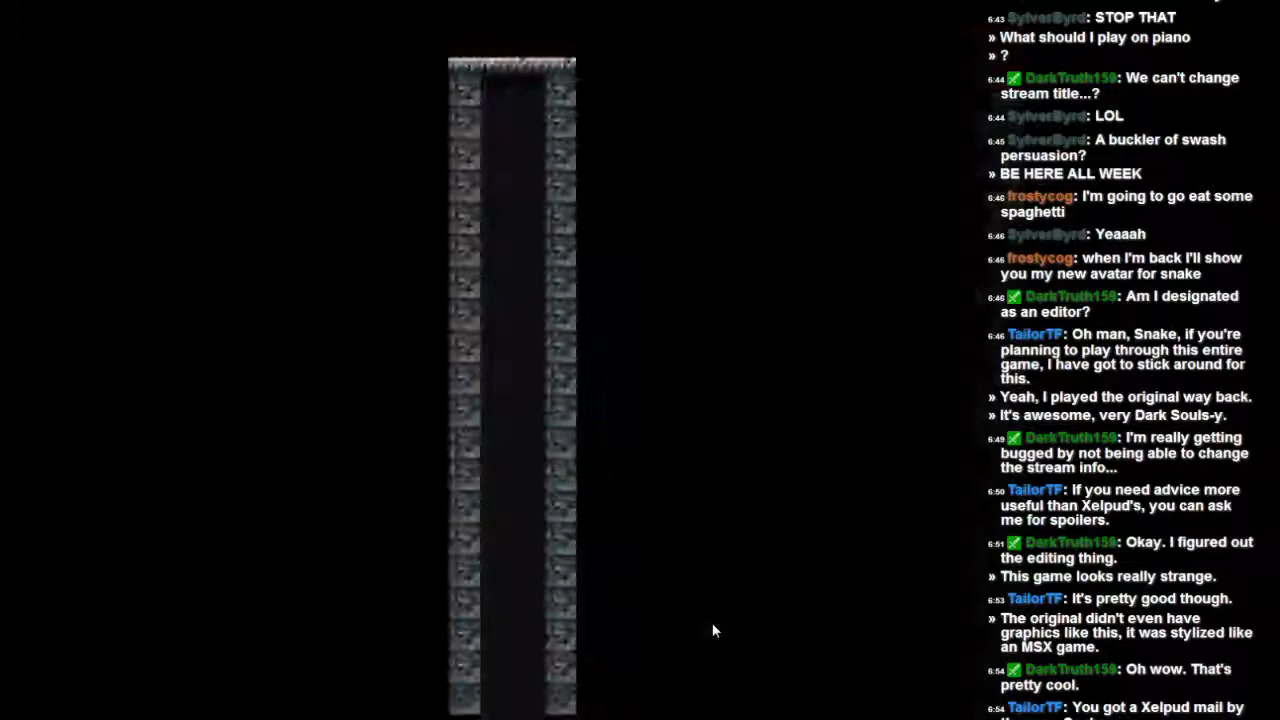 6:43 SylverByrd: STOP THAT
» What should I play on piano
» ?
6:44 DarkTruth159: We can't change
stream title...?
6:44 SylverByrd: LOL
6:45 SylverByrd: A buckler of swash
persuasion?
» BE HERE ALL WEEK
6:46 frostycog: I'm going to go eat some
spaghetti
6:46 SylverByrd: Yeaaah
6:46 frostycog: when I'm back I'll show
you my new avatar for snake
6:46 DarkTruth159: Am I designated
as an editor?
6:46 TailorTF: Oh man, Snake, if you're
planning to play through this entire
game, I have got to stick around for
this.
» Yeah, I played the original way back.
» It's awesome, very Dark Souls-y.
6:49 DarkTruth159: I'm really getting
bugged by not being able to change
the stream info...
6:50 TailorTF: If you need advice more
useful than Xelpud's, you can ask
me for spoilers.
6:51 DarkTruth159: Okay. I figured out
the editing thing.
» This game looks really strange.
6:53 TailorTF: It's pretty good though.
» The original didn't even have
graphics like this, it was stylized like
an MSX game.
6:54 DarkTruth159: Oh wow. That's
pretty cool.
6:54 TailorTF: You got a Xelpud mail by